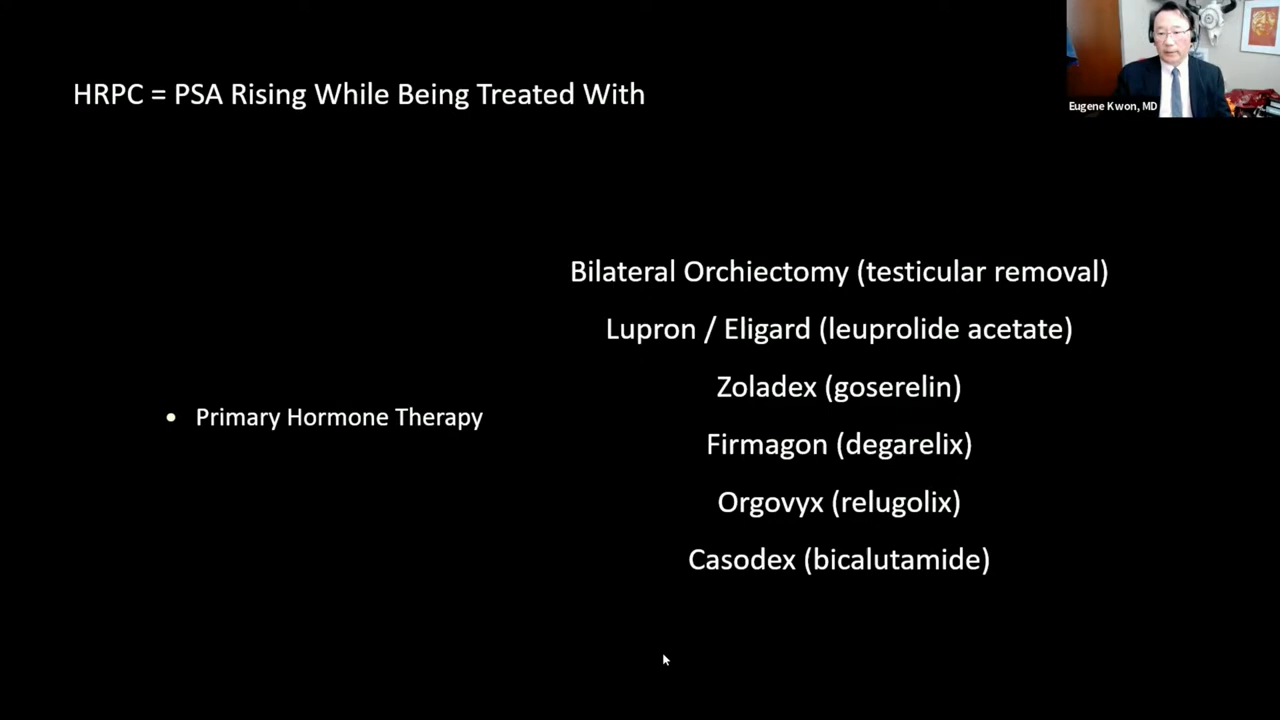 HRPC = PSA Rising While Being Treated With
Eugene Kwon, MD
Bilateral Orchiectomy (testicular removal)
Lupron / Eligard (leuprolide acetate)
Zoladex (goserelin)
• Primary Hormone Therapy
Firmagon (degarelix)
Orgovyx (relugolix)
Casodex (bicalutamide)